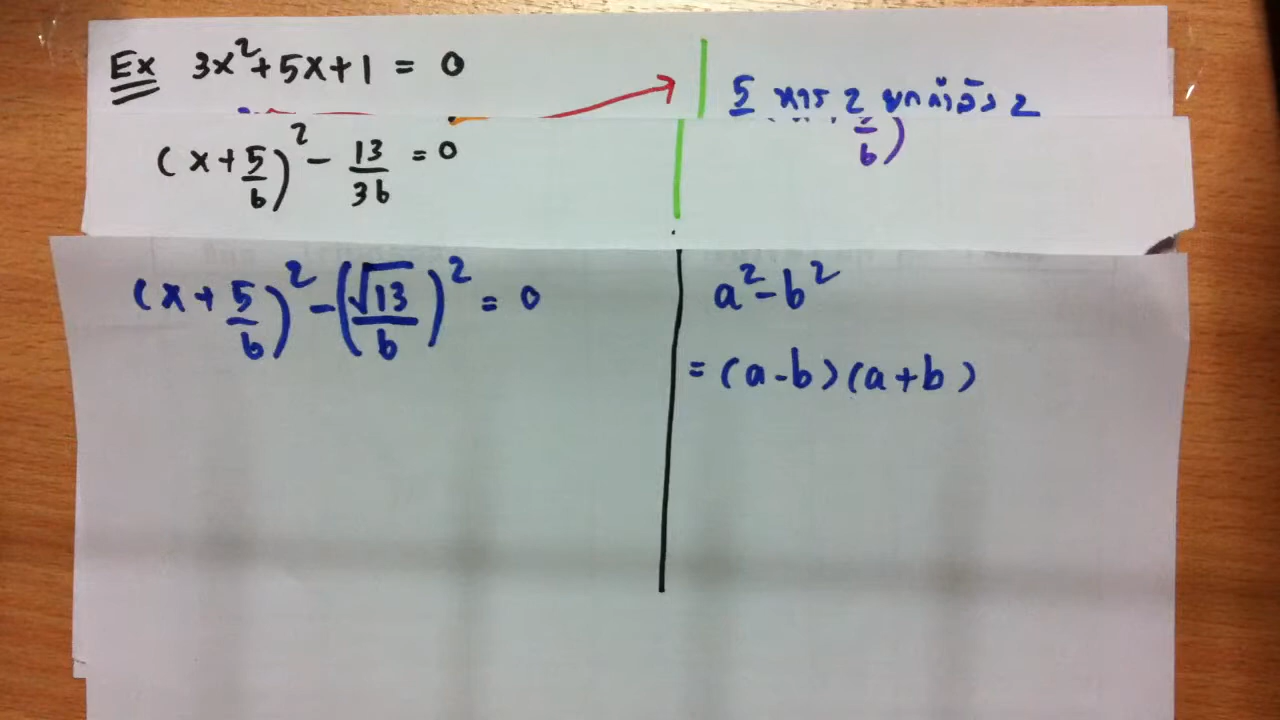 Ex 3x²+5x+1 = 0
5 หาร 2 ยกกำลัง 2
(x+5/6)² - 13/36 = 0
5/6)
(x+5/6)² - (√13/6)² = 0
a²-b²
= (a-b)(a+b)